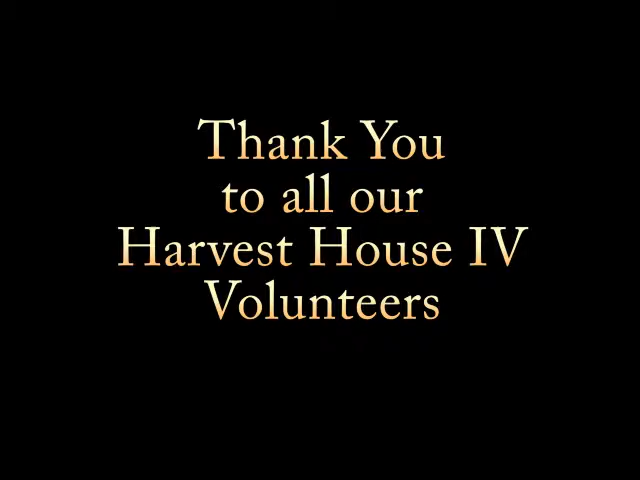 Thank You
to all our
Harvest House IV
Volunteers